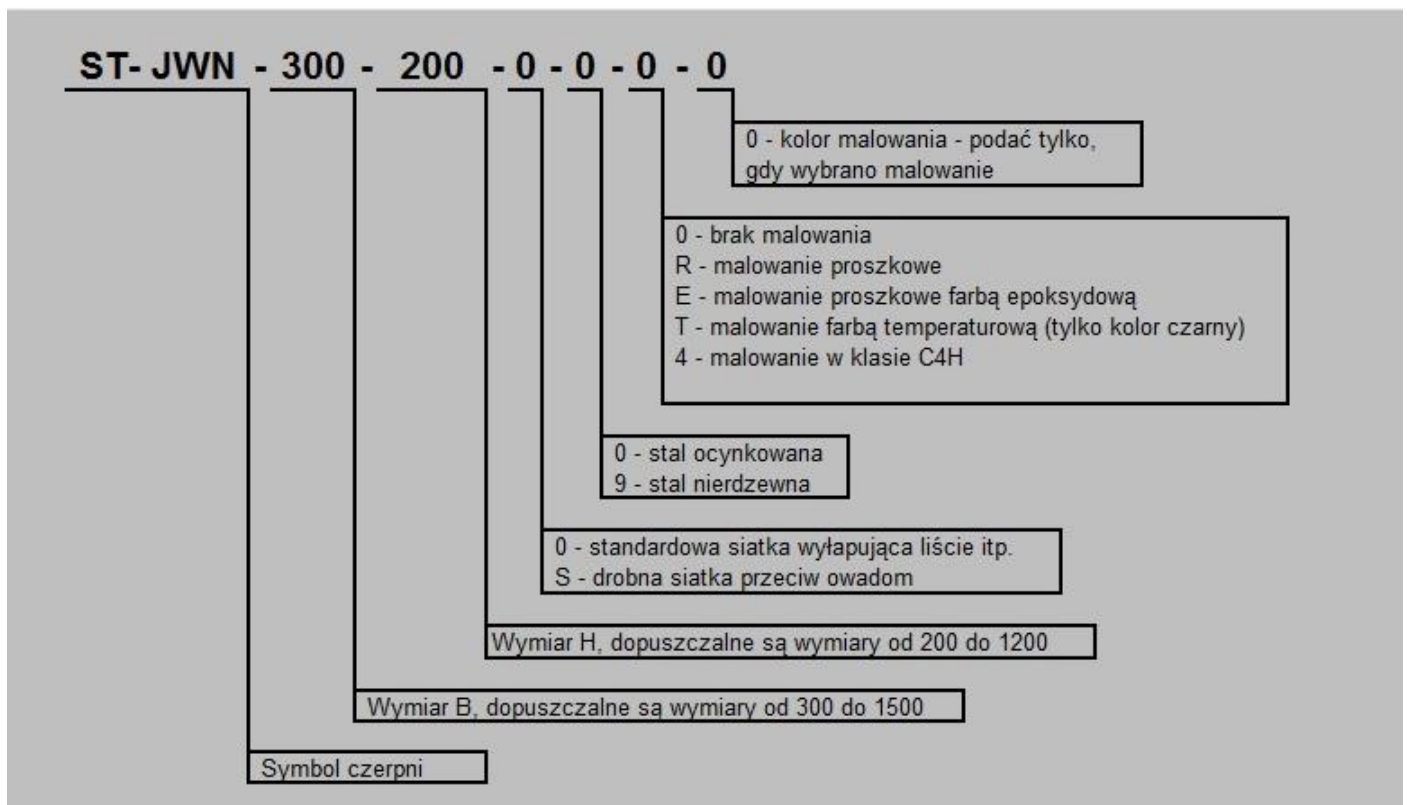 ST- JWN - 300 - 200 - 0 - 0 - 0 - 0
0 - kolor malowania - podać tylko,
gdy wybrano malowanie
0 - brak malowania
R - malowanie proszkowe
E - malowanie proszkowe farbą epoksydową
T - malowanie farbą temperaturową (tylko kolor czarny)
4 - malowanie w klasie C4H
0 - stal ocynkowana
9 - stal nierdzewna
0 - standardowa siatka wyłapująca liście itp.
S - drobna siatka przeciw owadom
Wymiar H, dopuszczalne są wymiary od 200 do 1200
Wymiar B, dopuszczalne są wymiary od 300 do 1500
Symbol czerpni